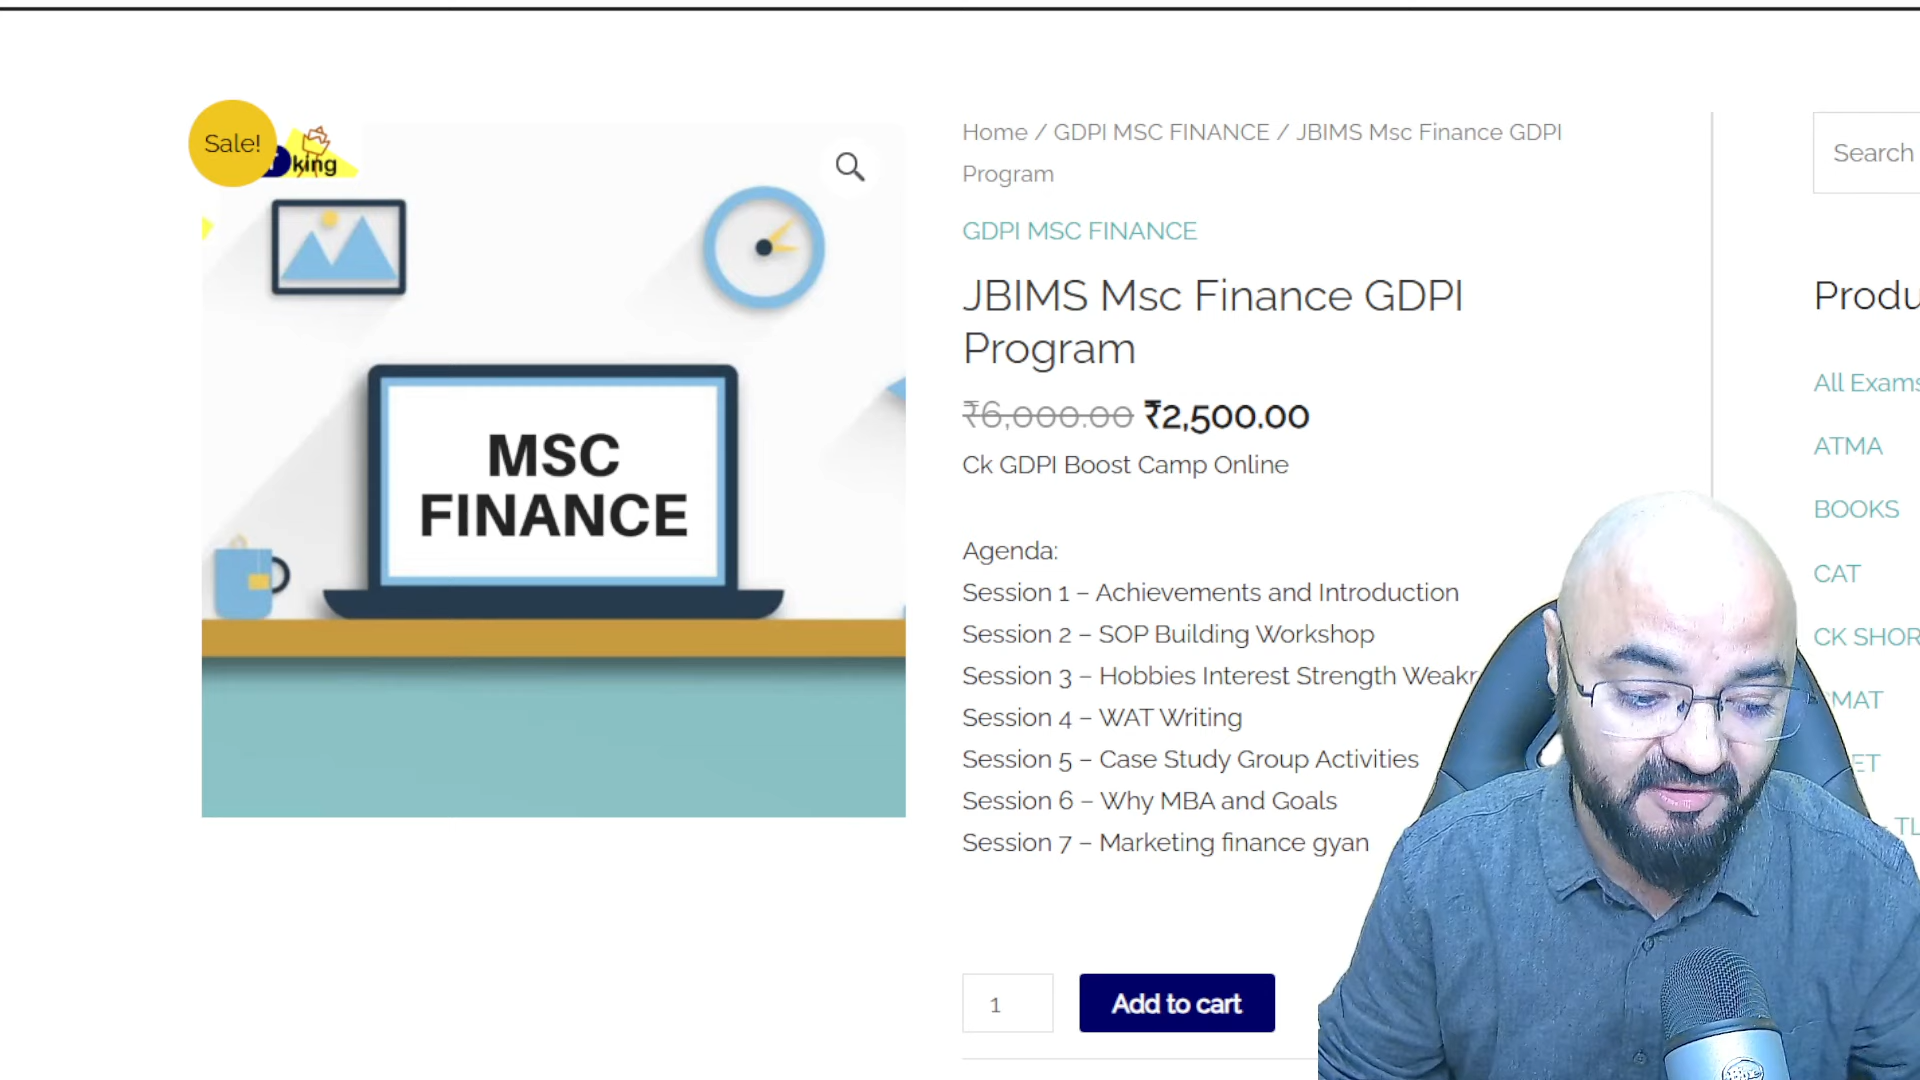 Sale!
king
Home / GDPI MSC FINANCE / JBIMS Msc Finance GDPI
Program
GDPI MSC FINANCE
JBIMS Msc Finance GDPI
Program
₹6,000.00 ₹2,500.00
Ck GDPI Boost Camp Online
Agenda:
Session 1 – Achievements and Introduction
Session 2 – SOP Building Workshop
Session 3 – Hobbies Interest Strength
Session 4 – WAT Writing
Session 5 – Case Study Group Activities
Session 6 – Why MBA and Goals
Session 7 – Marketing finance gyan
1
Add to cart
MSC
FINANCE
Search
All Exams
ATMA
BOOKS
CAT
CK